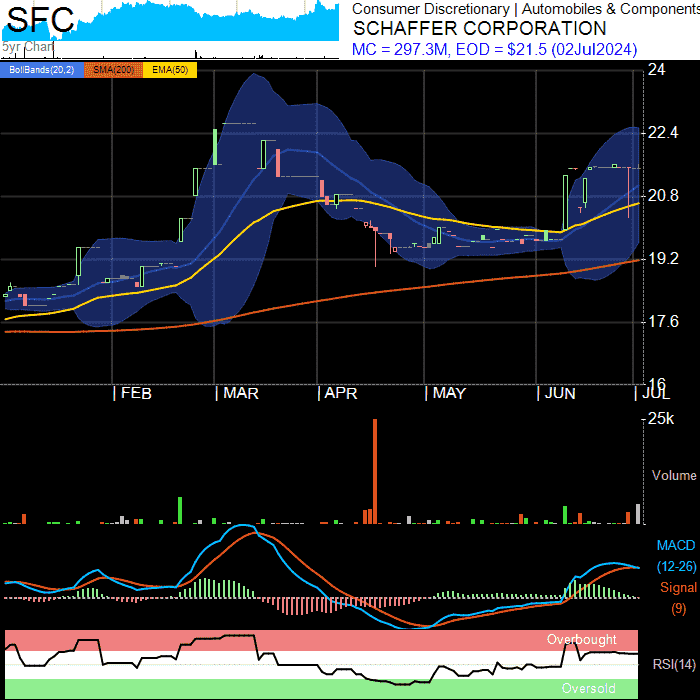 SFC
5yr Chart
Consumer Discretionary | Automobiles & Components
SCHAFFER CORPORATION
MC = 297.3M, EOD = $21.5 (02Jul2024)
BollBands(20,2) SMA(200) EMA(50)
24
22.4
20.8
19.2
17.6
16
FEB MAR APR MAY JUN JUL
25k
Volume
MACD
(12-26)
Signal
(9)
Overbought
RSI(14)
Oversold